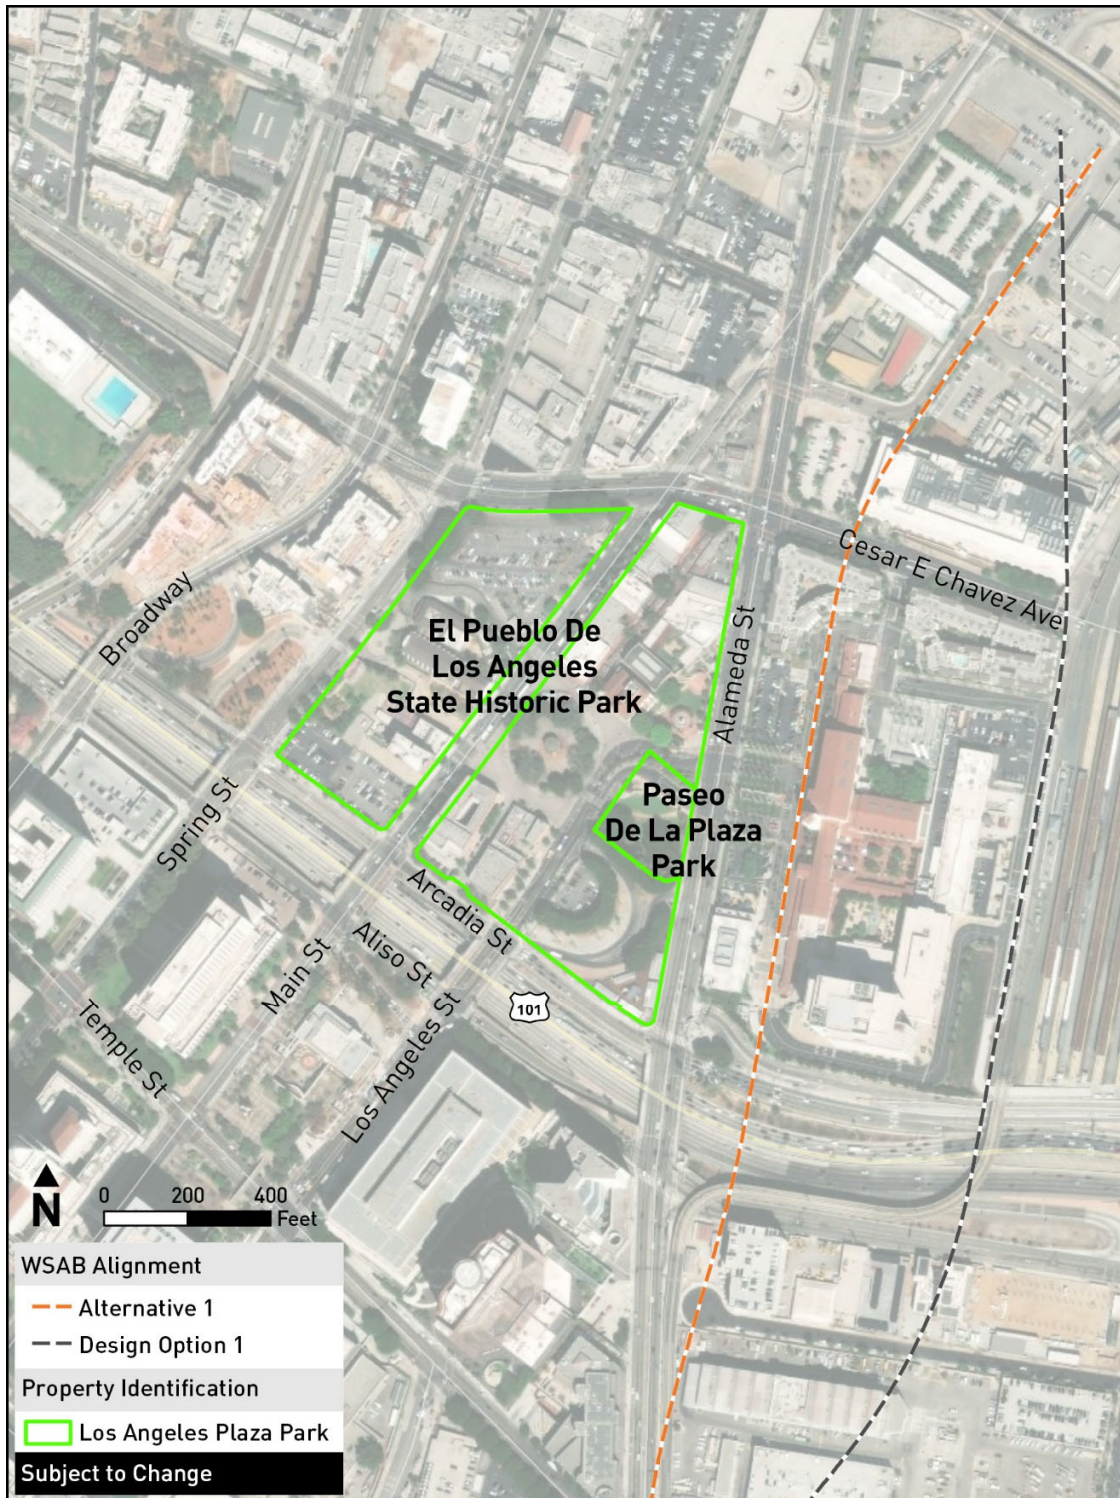 Cesar E Chavez Ave
Broadway
El Pueblo De
Los Angeles
State Historic Park
Alameda St
Paseo
De La Plaza
Park
Spring St
Arcadia St
Aliso St
Main St
101
Los Angeles St
Temple St
N
0 200 400
Feet
WSAB Alignment
Alternative 1
Design Option 1
Property Identification
Los Angeles Plaza Park
Subject to Change